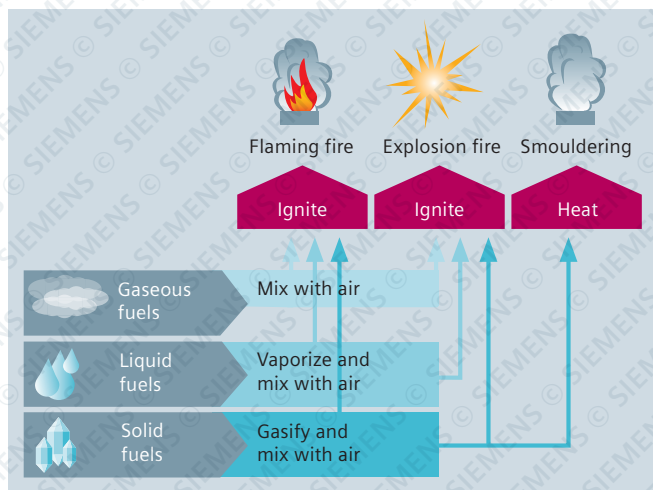 Flaming fire
Explosion fire
Smouldering
Ignite
Ignite
Heat
Gaseous
fuels
Mix with air
Liquid
fuels
Vaporize and
mix with air
Solid
fuels
Gasify and
mix with air
SIEMENS ©